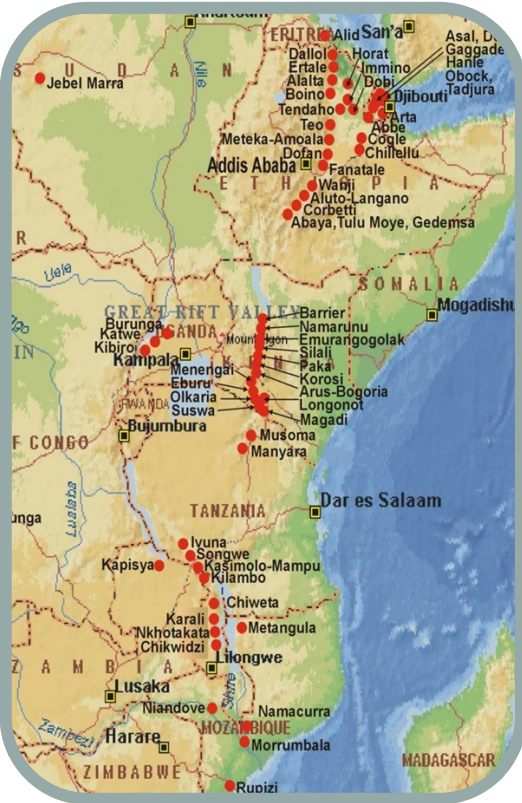 ERITREA
Alid
San'a
Asal, D
Gaggade
Hanle
Obock,
Tadjura
Dallol
Horat
Ertale
Immino
Alalta
Dobi
Boino
Djibouti
Tendaho
Arta
Teo
Abbe
Meteka-Amoala
Cogle
Dofan
Chillellu
Addis Ababa
Fanatale
SUDAN
Nile
Jebel Marra
ETHIOPIA
Wanji
Aluto-Langano
Corbetti
Abaya,Tulu Moye, Gedemsa
R
Uele
SOMALIA
Mogadishu
GREAT RIFT VALLEY
Barrier
Burunga
UGANDA
Namarunu
Katwe
Emurangogolak
Kibiro
Silali
Kampala
KENYA
Paka
Menengai
Korosi
Eburu
Arus-Bogoria
Olkaria
Longonot
RWANDA
Suswa
Magadi
IN
F CONGO
Bujumbura
Musoma
Manyara
Lualaba
unga
TANZANIA
Dar es Salaam
Ivuna
Songwe
Kapisya
Kasimolo-Mampu
Kilambo
Chiweta
Karali
Nkhotakata
Metangula
Chikwidzi
ZAMBIA
Lilongwe
Lusaka
Shire
Niandove
Namacurra
MOZAMBIQUE
Zambezi
Harare
Morrumbala
ZIMBABWE
MADAGASCAR
Rupizi